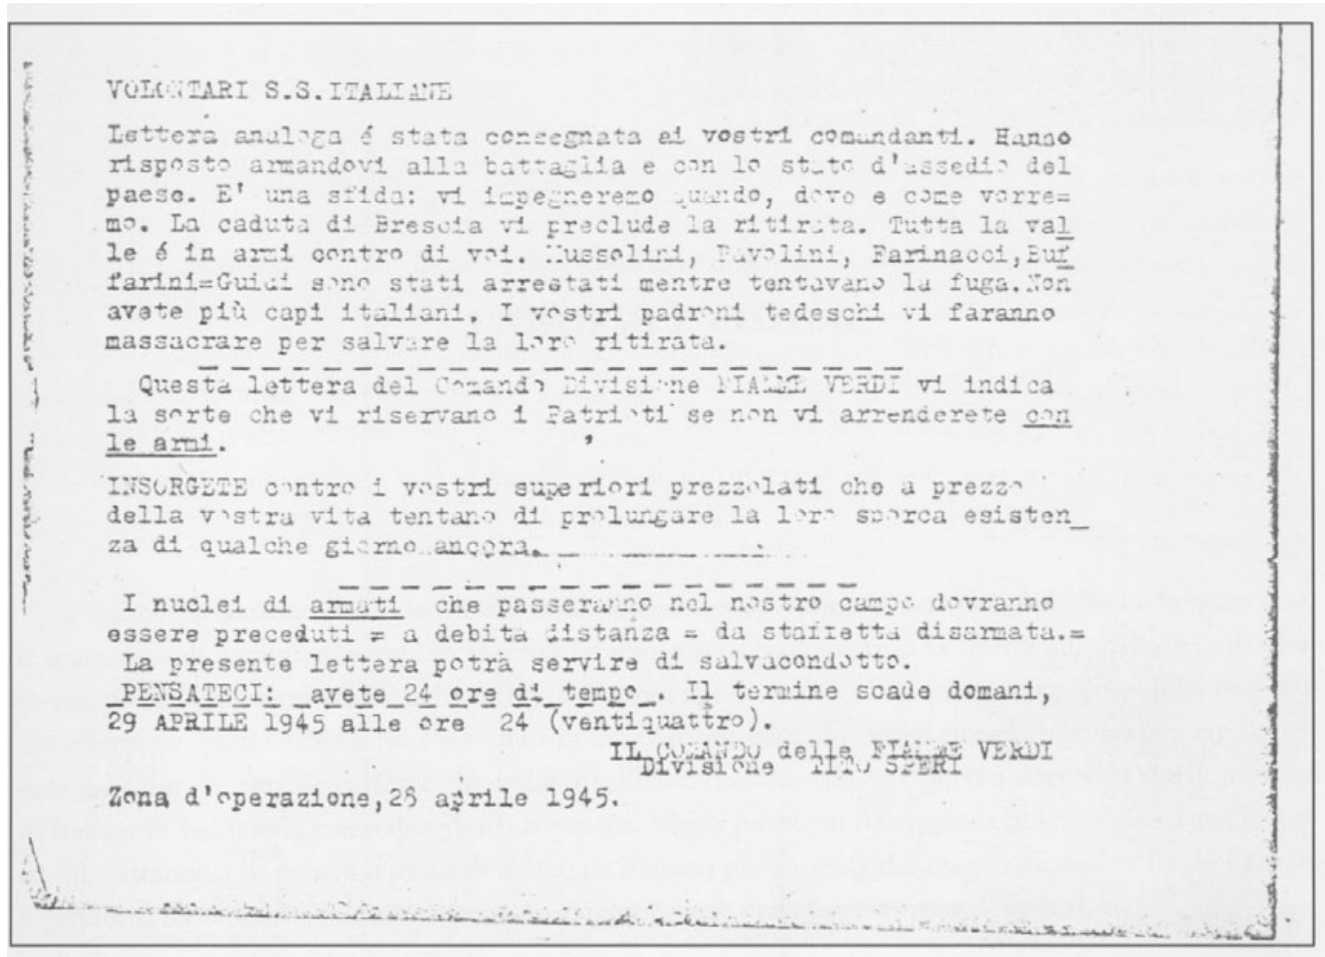 VOLONTARI S.S.ITALIANE
Lettera analoga é stata consegnata ai vostri comandanti. Hanno
risposto armandovi alla battaglia e con lo stato d'assedio del
paese. E' una sfida: vi impegneremo quando, dove e come vorre=
mo. La caduta di Brescia vi preclude la ritirata. Tutta la val
le é in armi contro di voi. Mussolini, Pavolini, Farinacci,Buf
farini=Guidi sono stati arrestati mentre tentavano la fuga.Non
avete più capi italiani. I vostri padroni tedeschi vi faranno
massacrare per salvare la loro ritirata.
Questa lettera del Comando Divisione FIAMME VERDI vi indica
la sorte che vi riservano i Patrioti se non vi arrenderete con
le armi.
INSORGETE contro i vostri superiori prezzolati che a prezzo
della vostra vita tentano di prolungare la loro sporca esisten_
za di qualche giorno ancora.
I nuclei di armati che passeranno nel nostro campo dovranno
essere preceduti = a debita distanza = da staffetta disarmata.=
La presente lettera potrà servire di salvacondotto.
PENSATECI: avete 24 ore di tempo . Il termine scade domani,
29 APRILE 1945 alle ore 24 (ventiquattro).
IL COMANDO delle FIAMME VERDI
Divisione TITO SPERI
Zona d'operazione,28 aprile 1945.